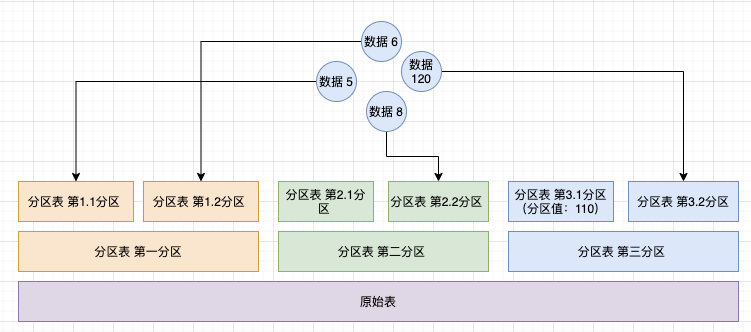 数据 6
数据
120
数据 5
数据 8
分区表 第1.1分区
分区表 第1.2分区
分区表 第2.1分
区
分区表 第2.2分区
分区表 第3.1分区
(分区值：110)
分区表 第3.2分区
分区表 第一分区
分区表 第二分区
分区表 第三分区
原始表